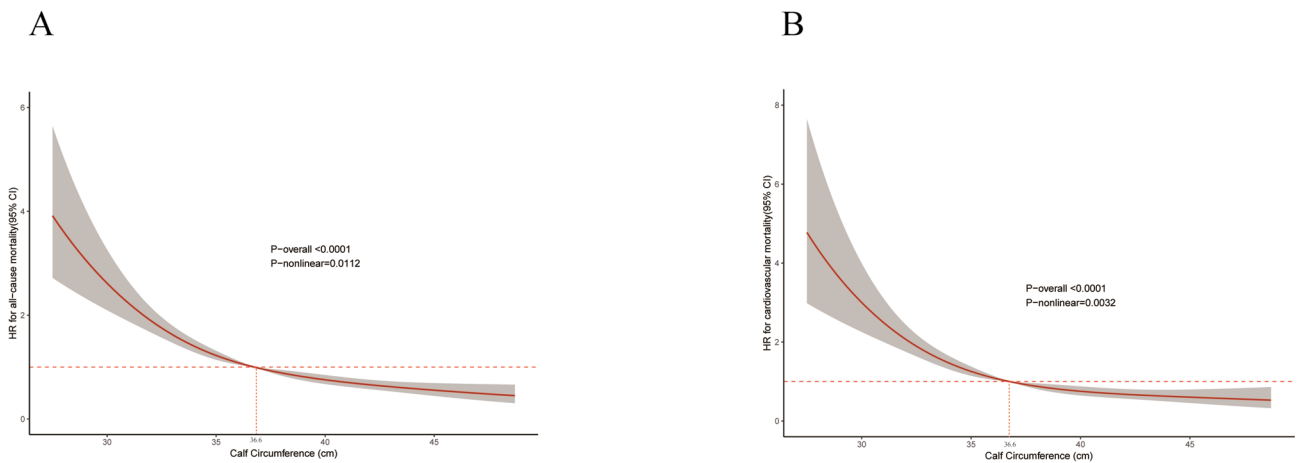 A
HR for all-cause mortality(95% CI)
6
4
2
0
P-overall <0.0001
P-nonlinear=0.0112
30
35
36.6
40
45
Calf Circumference (cm)
B
HR for cardiovascular mortality(95% CI)
8
6
4
2
0
P-overall <0.0001
P-nonlinear=0.0032
30
35
36.6
40
45
Calf Circumference (cm)